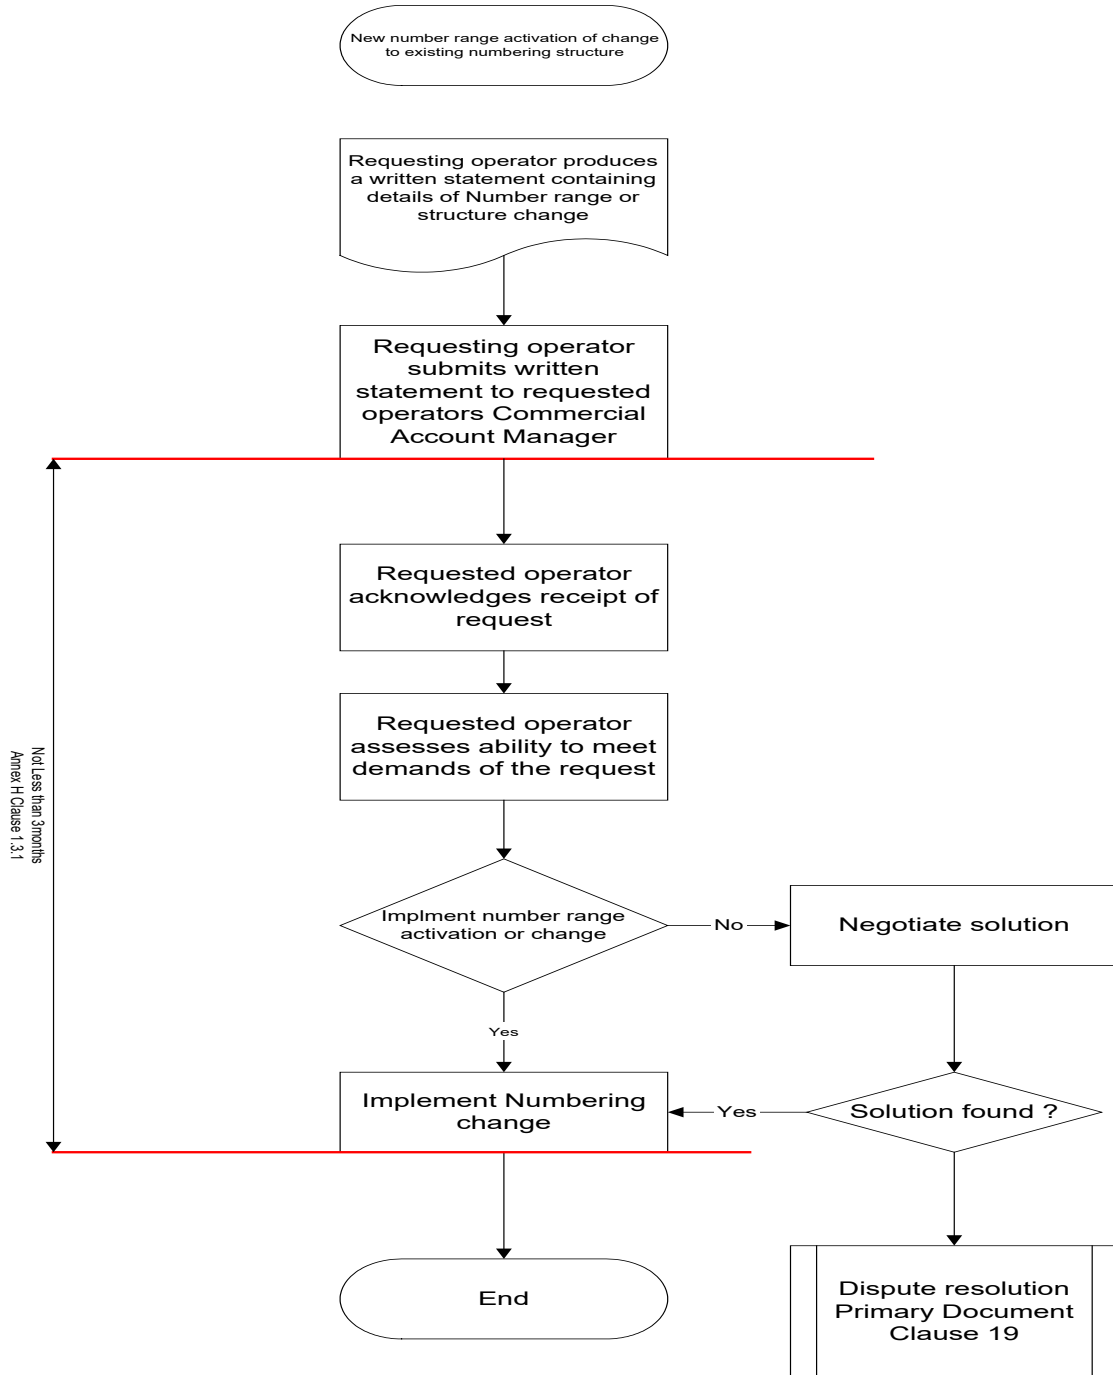 New number range activation of change
to existing numbering structure
Requesting operator produces
a written statement containing
details of Number range or
structure change
Requesting operator
submits written
statement to requested
operators Commercial
Account Manager
Requested operator
acknowledges receipt of
request
Requested operator
assesses ability to meet
demands of the request
Not Less than 3months
Annex H Clause 1.3.1
Implment number range
activation or change
No
Negotiate solution
Yes
Implement Numbering
change
Yes
Solution found ?
End
Dispute resolution
Primary Document
Clause 19